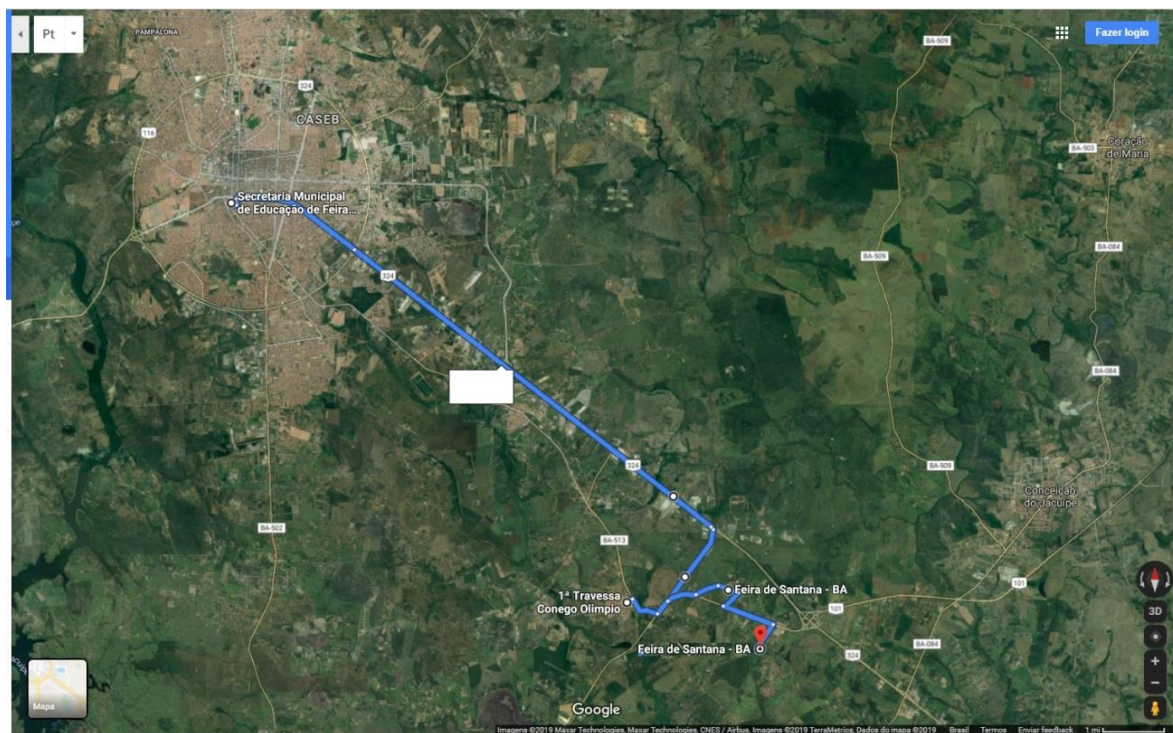 Pt
PAMPALONA
BA-509
Fazer login
324
CASEB
116
BA-503
Coração
de Maria
Secretaria Municipal
de Educação de Feira...
BA-084
BA-509
324
BA-084
324
BA-509
Conceição
do Jacuípe
BA-502
BA-513
101
1ª Travessa
Conego Olimpio
Feira de Santana - BA
101
3D
Feira de Santana - BA
BA-084
324
Mapa
Google
Imagens ©2019 Maxar Technologies, Maxar Technologies, CNES / Airbus, Imagens ©2019 TerraMetrics, Dados do mapa ©2019 Brasil Termos Enviar feedback 1 mi